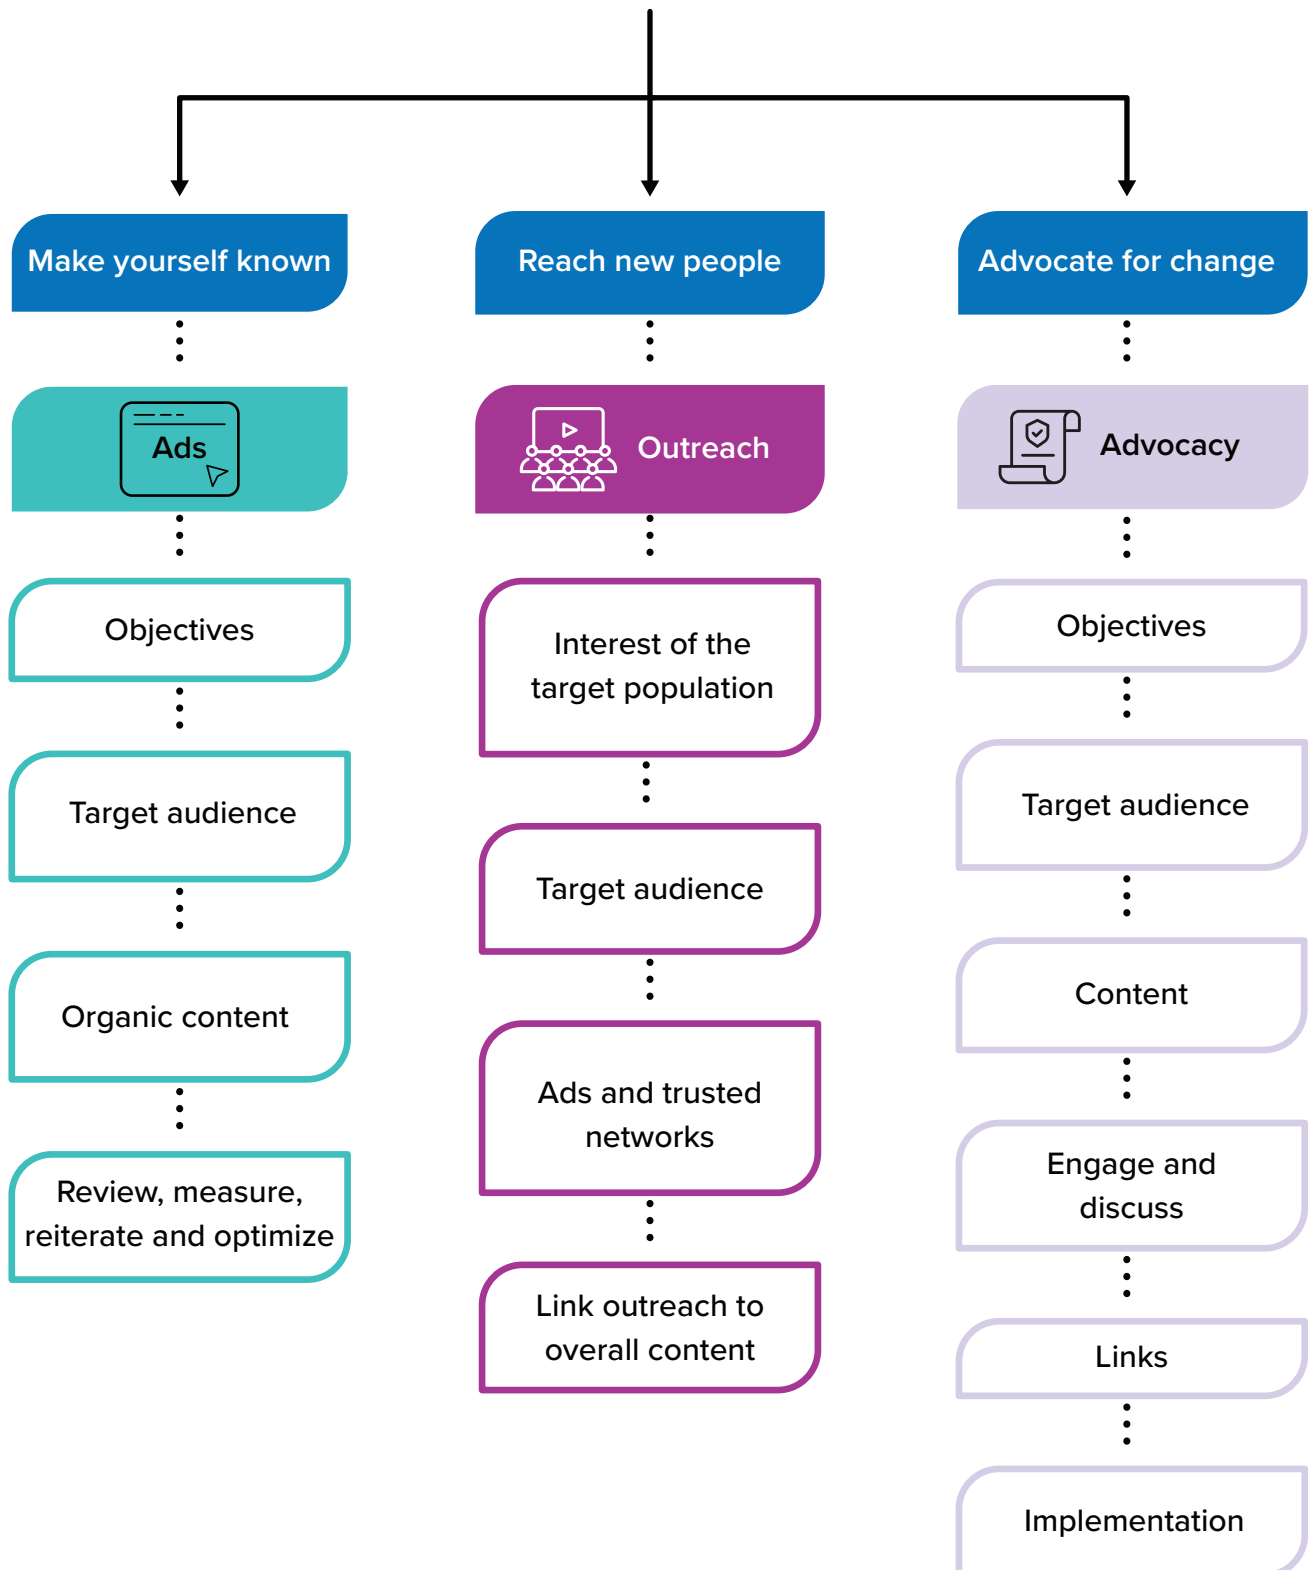 Make yourself known
Ads
Objectives
Target audience
Organic content
Review, measure,
reiterate and optimize
Reach new people
Outreach
Interest of the
target population
Target audience
Ads and trusted
networks
Link outreach to
overall content
Advocate for change
Advocacy
Objectives
Target audience
Content
Engage and
discuss
Links
Implementation